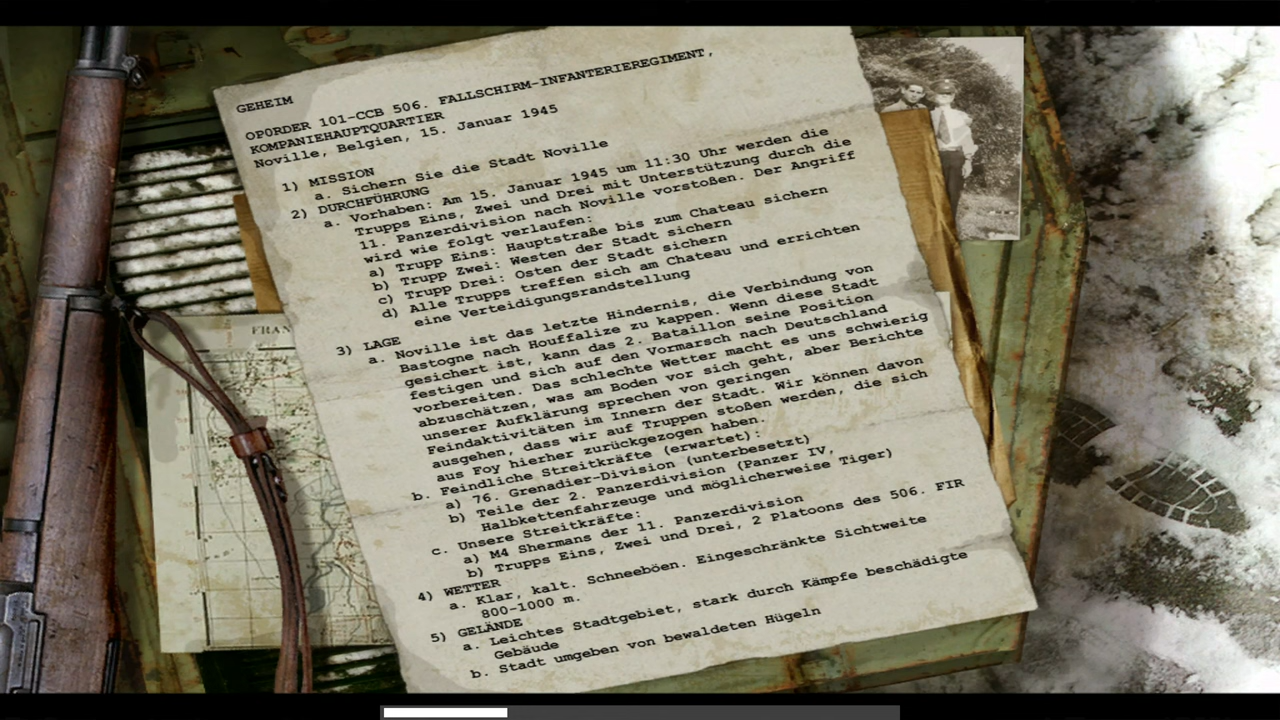 GEHEIM
OPORDER 101-CCB 506. FALLSCHIRM-INFANTERIEREGIMENT,
KOMPANIEHAUPTQUARTIER
Noville, Belgien, 15. Januar 1945
1) MISSION
a. Sichern Sie die Stadt Noville
2) DURCHFÜHRUNG
a. Vorhaben: Am 15. Januar 1945 um 11:30 Uhr werden die
Trupps Eins, Zwei und Drei mit Unterstützung durch die
11. Panzerdivision nach Noville vorstoßen. Der Angriff
wird wie folgt verlaufen:
a) Trupp Eins: Hauptstraße bis zum Chateau sichern
b) Trupp Zwei: Westen der Stadt sichern
c) Trupp Drei: Osten der Stadt sichern
d) Alle Trupps treffen sich am Chateau und errichten
eine Verteidigungsrandstellung
3) LAGE
a. Noville ist das letzte Hindernis, die Verbindung von
Bastogne nach Houffalize zu kappen. Wenn diese Stadt
gesichert ist, kann das 2. Bataillon seine Position
festigen und sich auf den Vormarsch nach Deutschland
vorbereiten. Das schlechte Wetter macht es uns schwierig
abzuschätzen, was am Boden vor sich geht, aber Berichte
unserer Aufklärung sprechen von geringen
Feindaktivitäten im Innern der Stadt. Wir können davon
ausgehen, dass wir auf Truppen stoßen werden, die sich
aus Foy hierher zurückgezogen haben.
b. Feindliche Streitkräfte (erwartet):
a) 76. Grenadier-Division (unterbesetzt)
b) Teile der 2. Panzerdivision (Panzer IV,
Halbkettenfahrzeuge und möglicherweise Tiger)
c. Unsere Streitkräfte:
a) M4 Shermans der 11. Panzerdivision
b) Trupps Eins, Zwei und Drei, 2 Platoons des 506. FIR
4) WETTER
a. Klar, kalt. Schneeböen. Eingeschränkte Sichtweite
800-1000 m.
5) GELÄNDE
a. Leichtes Stadtgebiet, stark durch Kämpfe beschädigte
Gebäude
b. Stadt umgeben von bewaldeten Hügeln
FRAN